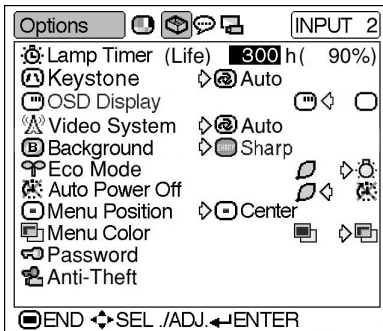 Options INPUT 2
Lamp Timer (Life) 300 h( 90%)
Keystone Auto
OSD Display
Video System Auto
B Background SHARP Sharp
Eco Mode
Auto Power Off
Menu Position Center
Menu Color
Password
Anti-Theft
END SEL ./ADJ. ENTER